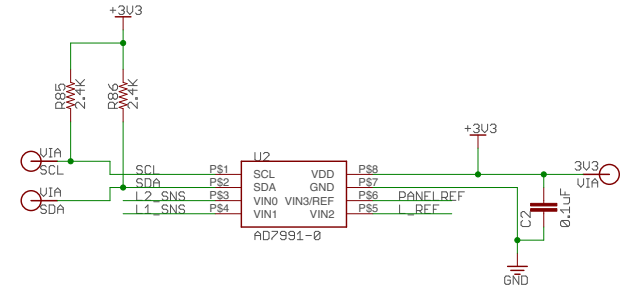 +3V3
R85
2.4K
R86
2.4K
+3V3
U2
VIA
SCL
SCL
P$1
SCL
VDD
P$8
3V3
VIA
SDA
P$2
SDA
GND
P$7
VIA
SDA
L2_SNS
P$3
VIN0
VIN3/REF
P$6
PANELREF
L1_SNS
P$4
VIN1
VIN2
P$5
L_REF
C2
0.1uF
AD7991-0
GND